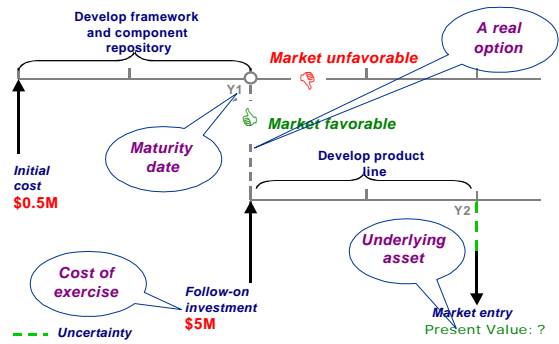 Develop framework
and component
repository
A real
option
Market unfavorable
Y1
Market favorable
Maturity
date
Develop product
line
Initial
cost
$0.5M
Y2
Underlying
asset
Cost of
exercise
Follow-on
investment
$5M
Market entry
Present Value: ?
Uncertainty